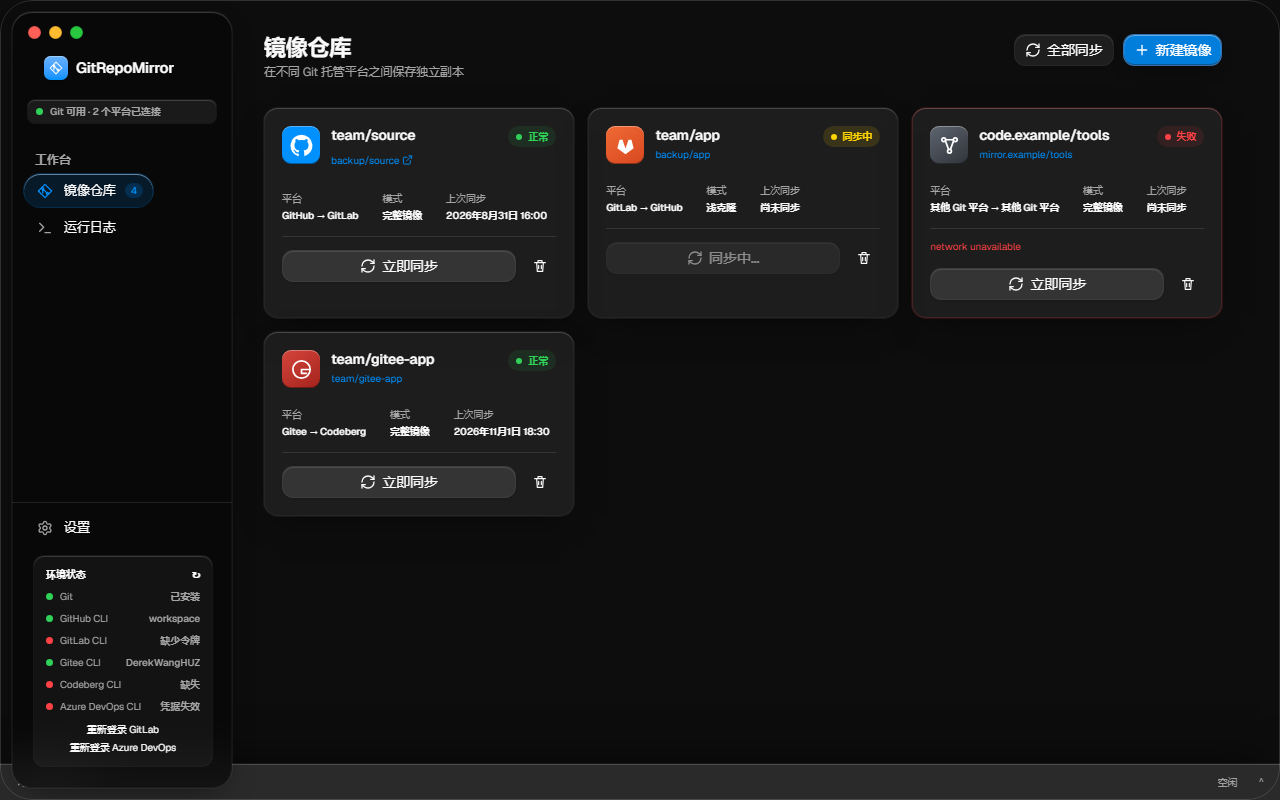 GitRepoMirror
Git 可用 · 2 个平台已连接
工作台
镜像仓库 4
运行日志
设置
环境状态 ↻
Git 已安装
GitHub CLI workspace
GitLab CLI 缺少令牌
Gitee CLI DerekWangHUZ
Codeberg CLI 缺失
Azure DevOps CLI 凭据失效
重新登录 GitLab
重新登录 Azure DevOps
镜像仓库
在不同 Git 托管平台之间保存独立副本
全部同步
新建镜像
team/source
正常
backup/source
平台 模式 上次同步
GitHub → GitLab 完整镜像 2026年8月31日 16:00
立即同步
team/app
同步中
backup/app
平台 模式 上次同步
GitLab → GitHub 浅克隆 尚未同步
同步中...
code.example/tools
失败
mirror.example/tools
平台 模式 上次同步
其他 Git 平台 → 其他 Git 平台 完整镜像 尚未同步
network unavailable
立即同步
team/gitee-app
正常
team/gitee-app
平台 模式 上次同步
Gitee → Codeberg 完整镜像 2026年11月1日 18:30
立即同步
空闲